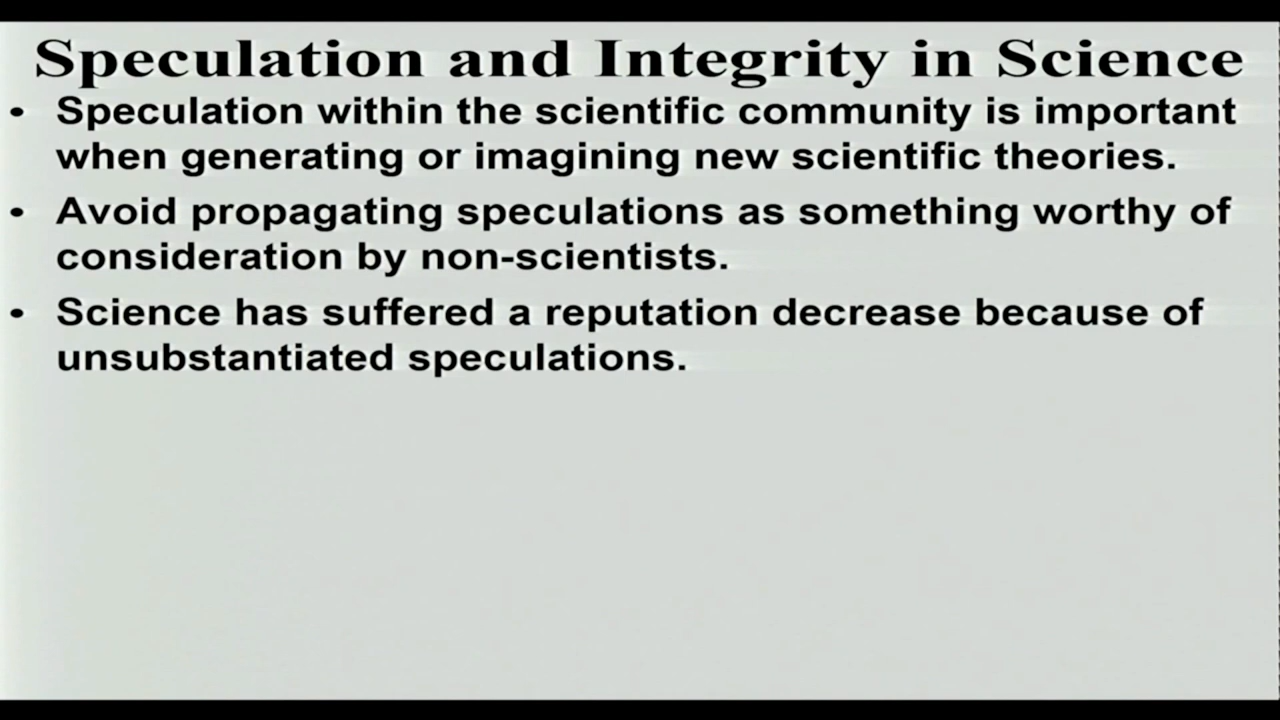 Speculation and Integrity in Science
• Speculation within the scientific community is important
when generating or imagining new scientific theories.
• Avoid propagating speculations as something worthy of
consideration by non-scientists.
• Science has suffered a reputation decrease because of
unsubstantiated speculations.